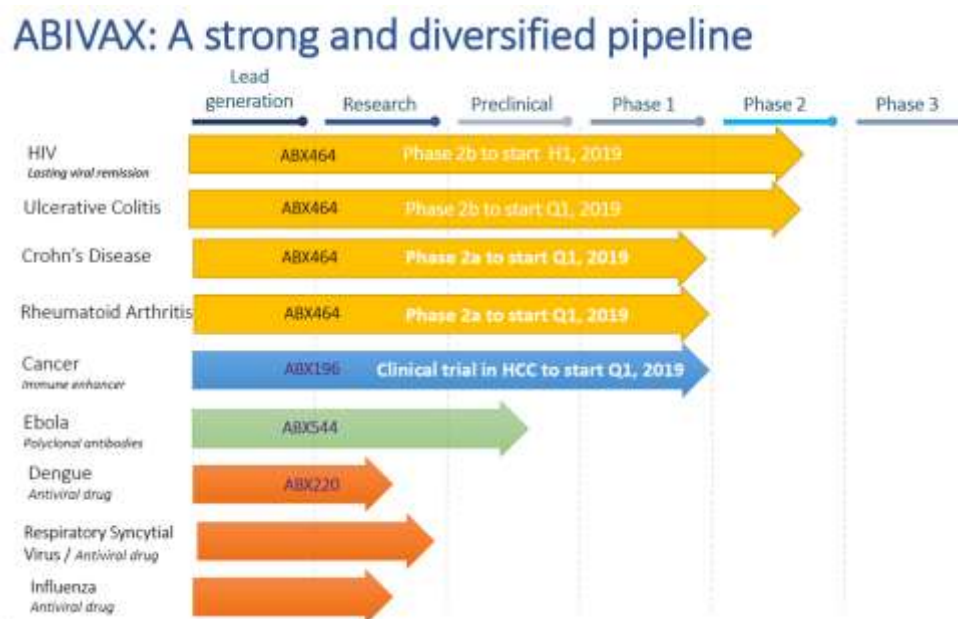 ABIVAX: A strong and diversified pipeline
Lead
generation
Research
Preclinical
Phase 1
Phase 2
Phase 3
HIV
Lasting viral remission
ABX464
Phase 2b to start H1, 2019
Ulcerative Colitis
ABX464
Phase 2b to start Q1, 2019
Crohn's Disease
ABX464
Phase 2a to start Q1, 2019
Rheumatoid Arthritis
ABX464
Phase 2a to start Q1, 2019
Cancer
Immune enhancer
ABX196
Clinical trial in HCC to start Q1, 2019
Ebola
Polyclonal antibodies
ABX544
Dengue
Antiviral drug
ABX220
Respiratory Syncytial
Virus / Antiviral drug
Influenza
Antiviral drug